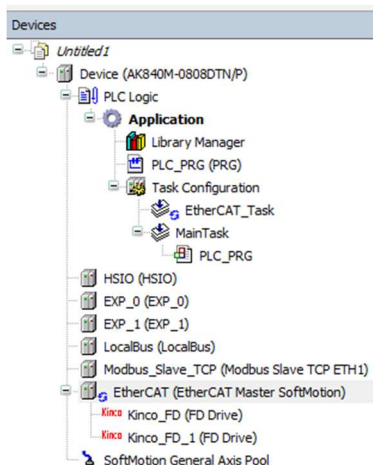 Devices
Untitled1
Device (AK840M-0808DTN/P)
PLC Logic
Application
Library Manager
PLC_PRG (PRG)
Task Configuration
EtherCAT_Task
MainTask
PLC_PRG
HSIO (HSIO)
EXP_0 (EXP_0)
EXP_1 (EXP_1)
LocalBus (LocalBus)
Modbus_Slave_TCP (Modbus Slave TCP ETH1)
EtherCAT (EtherCAT Master SoftMotion)
Kinco Kinco_FD (FD Drive)
Kinco Kinco_FD_1 (FD Drive)
SoftMotion General Axis Pool